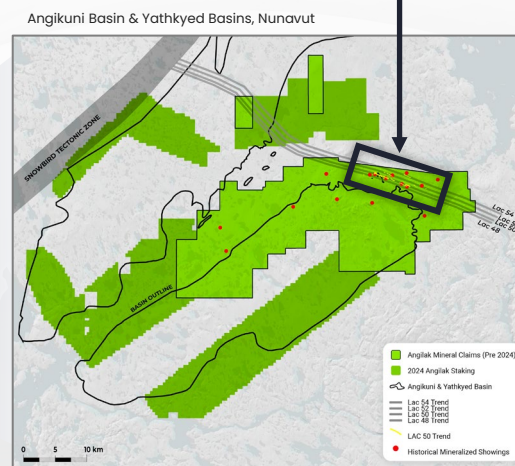 Angikuni Basin & Yathkyed Basins, Nunavut
SNOWBIRD TECTONIC ZONE
BASIN OUTLINE
Lac 54
Lac 48
Angilak Mineral Claims (Pre 2024)
2024 Angilak Staking
Angikuni & Yathkyed Basin
Lac 54 Trend
Lac 52 Trend
Lac 50 Trend
Lac 48 Trend
LAC 50 Trend
Historical Mineralized Showings
0 5 10 km